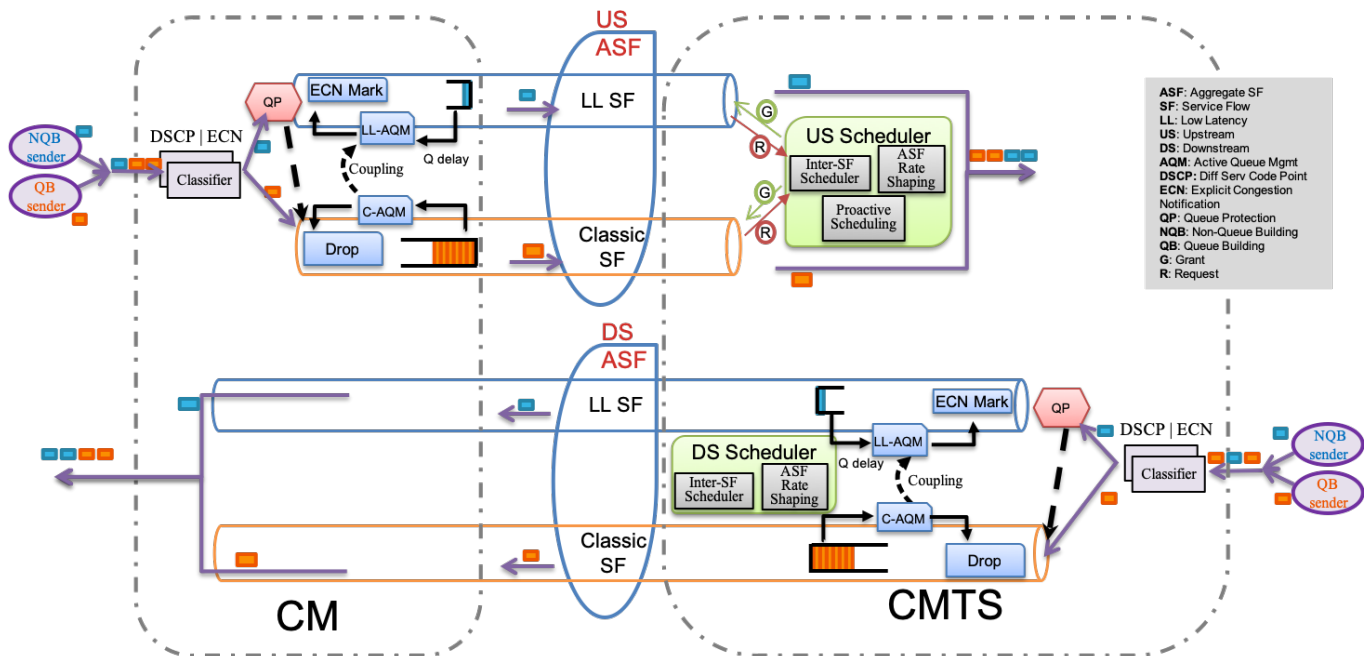 US
ASF
QP
ECN Mark
LL SF
G
ASF: Aggregate SF
SF: Service Flow
LL: Low Latency
US: Upstream
DS: Downstream
AQM: Active Queue Mgmt
DSCP: Diff Serv Code Point
ECN: Explicit Congestion
Notification
QP: Queue Protection
NQB: Non-Queue Building
QB: Queue Building
G: Grant
R: Request
NQB
sender
DSCP | ECN
LL-AQM
Q delay
R
US Scheduler
Inter-SF
Scheduler
ASF
Rate
Shaping
Classifier
Coupling
QB
sender
G
Proactive
Scheduling
C-AQM
R
Drop
Classic
SF
DS
ASF
LL SF
ECN Mark
QP
DSCP | ECN
NQB
sender
LL-AQM
DS Scheduler
Q delay
Inter-SF
Scheduler
ASF
Rate
Shaping
Coupling
Classifier
QB
sender
C-AQM
Classic
SF
Drop
CM
CMTS